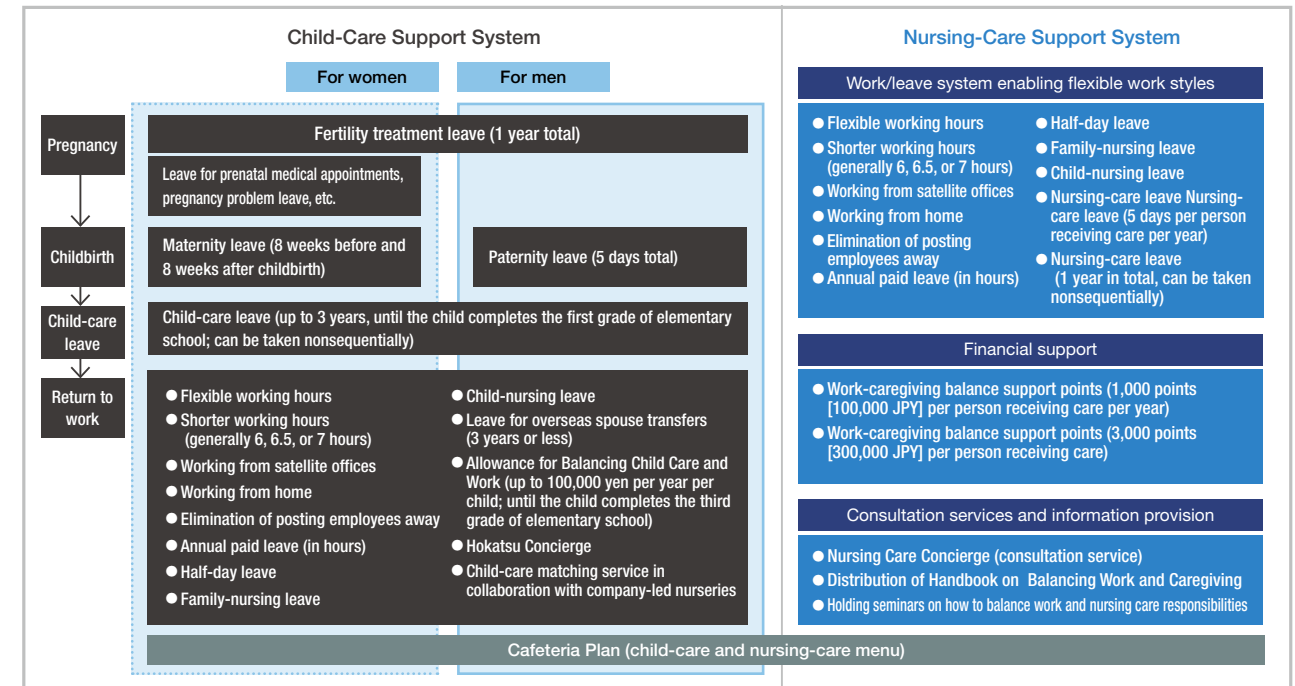 Child-Care Support System
For women
For men
Pregnancy
Fertility treatment leave (1 year total)
Leave for prenatal medical appointments,
pregnancy problem leave, etc.
Childbirth
Maternity leave (8 weeks before and
8 weeks after childbirth)
Paternity leave (5 days total)
Child-care
leave
Child-care leave (up to 3 years, until the child completes the first grade of elementary
school; can be taken nonsequentially)
Return to
work
● Flexible working hours
● Shorter working hours
(generally 6, 6.5, or 7 hours)
● Working from satellite offices
● Working from home
● Elimination of posting employees away
● Annual paid leave (in hours)
● Half-day leave
● Family-nursing leave
● Child-nursing leave
● Leave for overseas spouse transfers
(3 years or less)
● Allowance for Balancing Child Care and
Work (up to 100,000 yen per year per
child; until the child completes the third
grade of elementary school)
● Hokatsu Concierge
● Child-care matching service in
collaboration with company-led nurseries
Nursing-Care Support System
Work/leave system enabling flexible work styles
● Flexible working hours
● Shorter working hours
(generally 6, 6.5, or 7 hours)
● Working from satellite offices
● Working from home
● Elimination of posting
employees away
● Annual paid leave (in hours)
● Half-day leave
● Family-nursing leave
● Child-nursing leave
● Nursing-care leave Nursing-
care leave (5 days per person
receiving care per year)
● Nursing-care leave
(1 year in total, can be taken
nonsequentially)
Financial support
● Work-caregiving balance support points (1,000 points
[100,000 JPY] per person receiving care per year)
● Work-caregiving balance support points (3,000 points
[300,000 JPY] per person receiving care)
Consultation services and information provision
● Nursing Care Concierge (consultation service)
● Distribution of Handbook on Balancing Work and Caregiving
● Holding seminars on how to balance work and nursing care responsibilities
Cafeteria Plan (child-care and nursing-care menu)